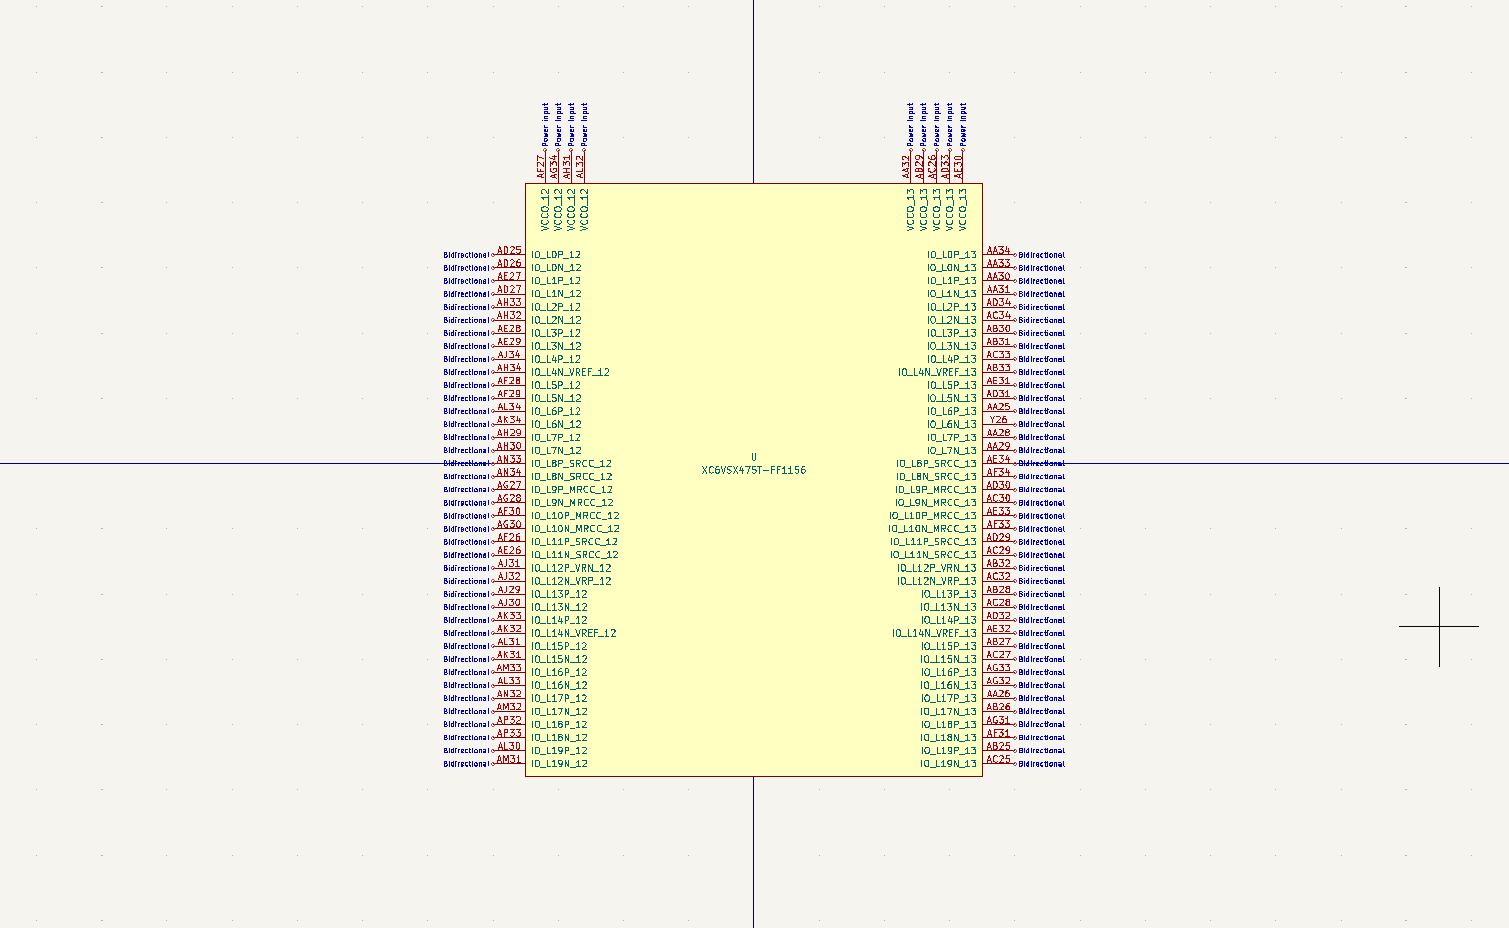 Power Input Power Input Power Input Power Input Power Input Power Input Power Input Power Input Power Input
AF27 AG34 AH31 AL32 AA32 AB29 AC26 AD33 AE30
VCCO_12 VCCO_12 VCCO_12 VCCO_12 VCCO_13 VCCO_13 VCCO_13 VCCO_13 VCCO_13
Bidirectional AD25 IO_L0P_12 IO_L0P_13 AA34 Bidirectional
Bidirectional AD26 IO_L0N_12 IO_L0N_13 AA33 Bidirectional
Bidirectional AE27 IO_L1P_12 IO_L1P_13 AA30 Bidirectional
Bidirectional AD27 IO_L1N_12 IO_L1N_13 AA31 Bidirectional
Bidirectional AH33 IO_L2P_12 IO_L2P_13 AD34 Bidirectional
Bidirectional AH32 IO_L2N_12 IO_L2N_13 AC34 Bidirectional
Bidirectional AE28 IO_L3P_12 IO_L3P_13 AB30 Bidirectional
Bidirectional AE29 IO_L3N_12 IO_L3N_13 AB31 Bidirectional
Bidirectional AJ34 IO_L4P_12 IO_L4P_13 AC33 Bidirectional
Bidirectional AH34 IO_L4N_VREF_12 IO_L4N_VREF_13 AB33 Bidirectional
Bidirectional AF28 IO_L5P_12 IO_L5P_13 AE31 Bidirectional
Bidirectional AF29 IO_L5N_12 IO_L5N_13 AD31 Bidirectional
Bidirectional AL34 IO_L6P_12 IO_L6P_13 AA25 Bidirectional
Bidirectional AK34 IO_L6N_12 IO_L6N_13 Y26 Bidirectional
Bidirectional AH29 IO_L7P_12 IO_L7P_13 AA28 Bidirectional
Bidirectional AH30 IO_L7N_12 IO_L7N_13 AA29 Bidirectional
U
Bidirectional AN33 IO_L8P_SRCC_12 IO_L8P_SRCC_13 AE34 Bidirectional
XC6VSX475T-FF1156
Bidirectional AN34 IO_L8N_SRCC_12 IO_L8N_SRCC_13 AF34 Bidirectional
Bidirectional AG27 IO_L9P_MRCC_12 IO_L9P_MRCC_13 AD30 Bidirectional
Bidirectional AG28 IO_L9N_MRCC_12 IO_L9N_MRCC_13 AC30 Bidirectional
Bidirectional AF30 IO_L10P_MRCC_12 IO_L10P_MRCC_13 AE33 Bidirectional
Bidirectional AG30 IO_L10N_MRCC_12 IO_L10N_MRCC_13 AF33 Bidirectional
Bidirectional AF26 IO_L11P_SRCC_12 IO_L11P_SRCC_13 AD29 Bidirectional
Bidirectional AE26 IO_L11N_SRCC_12 IO_L11N_SRCC_13 AC29 Bidirectional
Bidirectional AJ31 IO_L12P_VRN_12 IO_L12P_VRN_13 AB32 Bidirectional
Bidirectional AJ32 IO_L12N_VRP_12 IO_L12N_VRP_13 AC32 Bidirectional
Bidirectional AJ29 IO_L13P_12 IO_L13P_13 AB28 Bidirectional
Bidirectional AJ30 IO_L13N_12 IO_L13N_13 AC28 Bidirectional
Bidirectional AK33 IO_L14P_12 IO_L14P_13 AD32 Bidirectional
Bidirectional AK32 IO_L14N_VREF_12 IO_L14N_VREF_13 AE32 Bidirectional
Bidirectional AL31 IO_L15P_12 IO_L15P_13 AB27 Bidirectional
Bidirectional AK31 IO_L15N_12 IO_L15N_13 AC27 Bidirectional
Bidirectional AM33 IO_L16P_12 IO_L16P_13 AG33 Bidirectional
Bidirectional AL33 IO_L16N_12 IO_L16N_13 AG32 Bidirectional
Bidirectional AN32 IO_L17P_12 IO_L17P_13 AA26 Bidirectional
Bidirectional AM32 IO_L17N_12 IO_L17N_13 AB26 Bidirectional
Bidirectional AP32 IO_L18P_12 IO_L18P_13 AG31 Bidirectional
Bidirectional AP33 IO_L18N_12 IO_L18N_13 AF31 Bidirectional
Bidirectional AL30 IO_L19P_12 IO_L19P_13 AB25 Bidirectional
Bidirectional AM31 IO_L19N_12 IO_L19N_13 AC25 Bidirectional